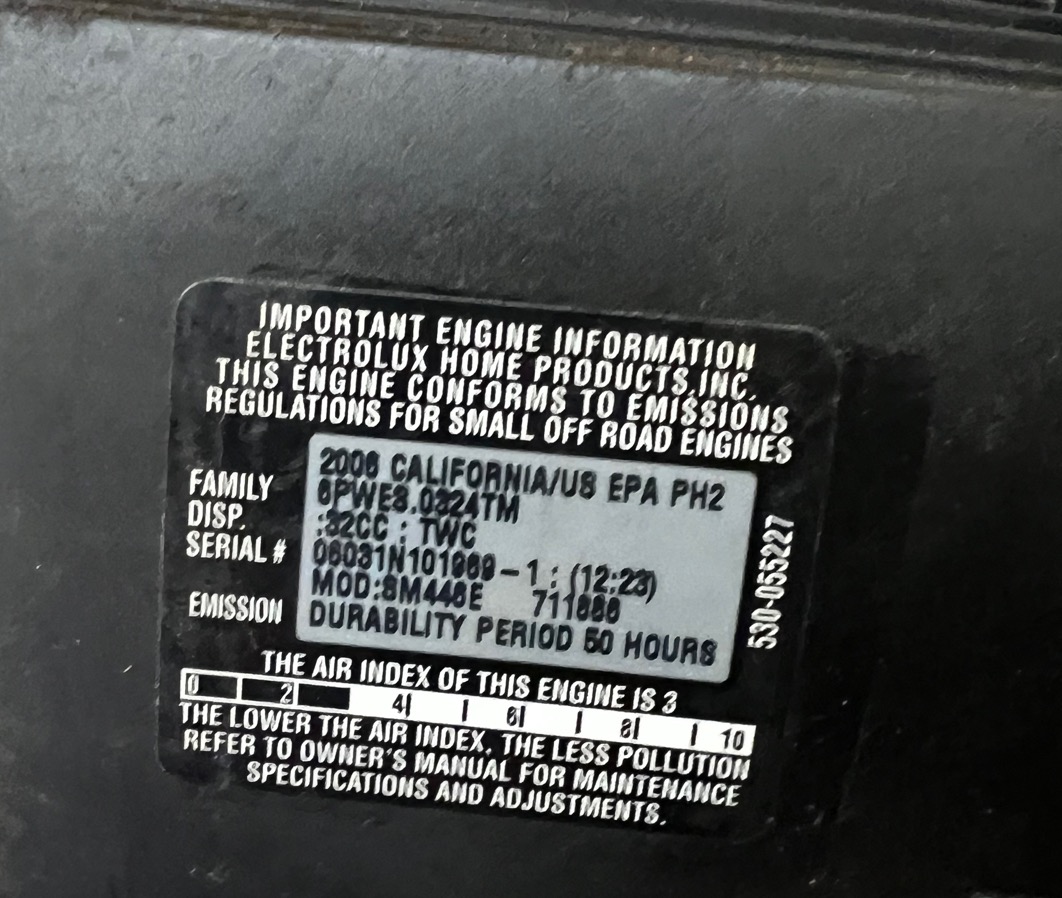 IMPORTANT ENGINE INFORMATION
ELECTROLUX HOME PRODUCTS, INC.
THIS ENGINE CONFORMS TO EMISSIONS
REGULATIONS FOR SMALL OFF ROAD ENGINES
2006 CALIFORNIA/US EPA PH2
FAMILY 6PWES.0324TM
DISP. :32CC : TWC
SERIAL # -1 : (12:23)
MOD:SM446E
EMISSION DURABILITY PERIOD 50 HOURS
530-055227
THE AIR INDEX OF THIS ENGINE IS 3
0 2 4 6 8 10
THE LOWER THE AIR INDEX, THE LESS POLLUTION
REFER TO OWNER'S MANUAL FOR MAINTENANCE
SPECIFICATIONS AND ADJUSTMENTS.